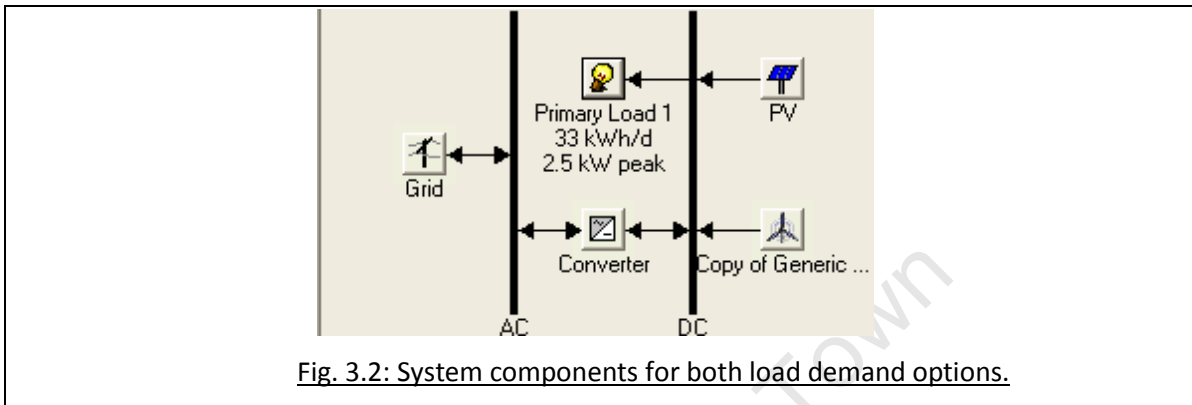 Primary Load 1
33 kWh/d
2.5 kW peak
PV
Grid
Converter
Copy of Generic ...
AC
DC
Town
Fig. 3.2: System components for both load demand options.